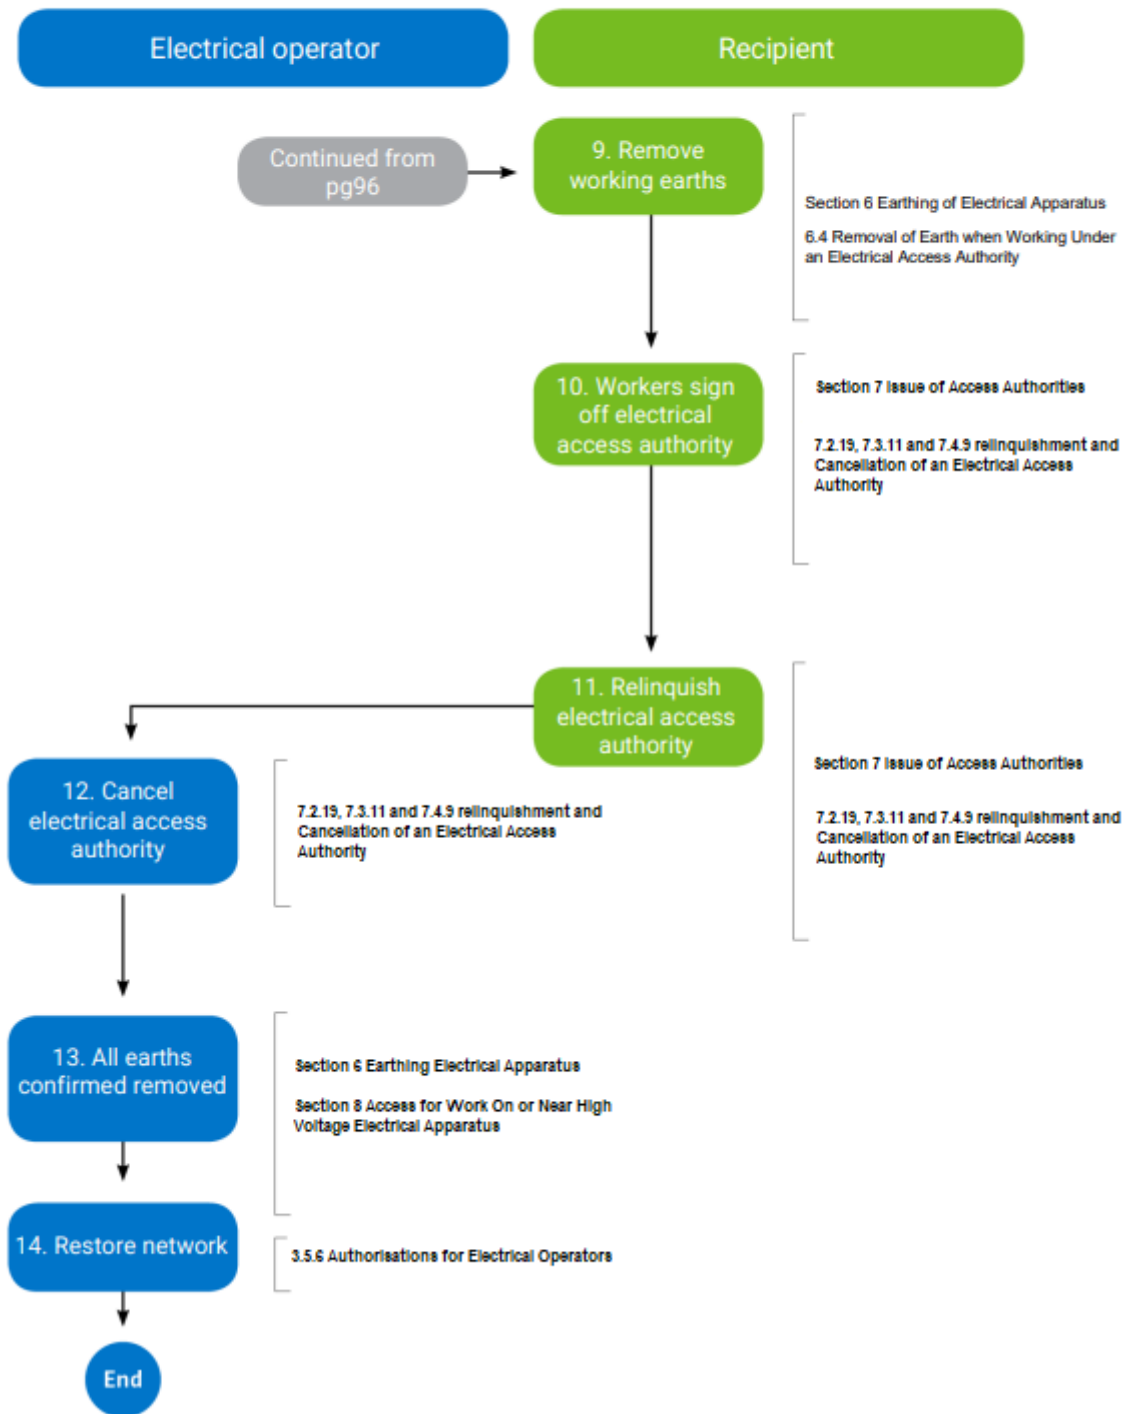 Electrical operator
Recipient
Continued from
pg96
9. Remove
working earths
Section 6 Earthing of Electrical Apparatus
6.4 Removal of Earth when Working Under
an Electrical Access Authority
10. Workers sign
off electrical
access authority
Section 7 Issue of Access Authorities
7.2.19, 7.3.11 and 7.4.9 relinquishment and
Cancellation of an Electrical Access
Authority
11. Relinquish
electrical access
authority
Section 7 Issue of Access Authorities
7.2.19, 7.3.11 and 7.4.9 relinquishment and
Cancellation of an Electrical Access
Authority
12. Cancel
electrical access
authority
7.2.19, 7.3.11 and 7.4.9 relinquishment and
Cancellation of an Electrical Access
Authority
13. All earths
confirmed removed
Section 6 Earthing Electrical Apparatus
Section 8 Access for Work On or Near High
Voltage Electrical Apparatus
14. Restore network
3.5.6 Authorisations for Electrical Operators
End